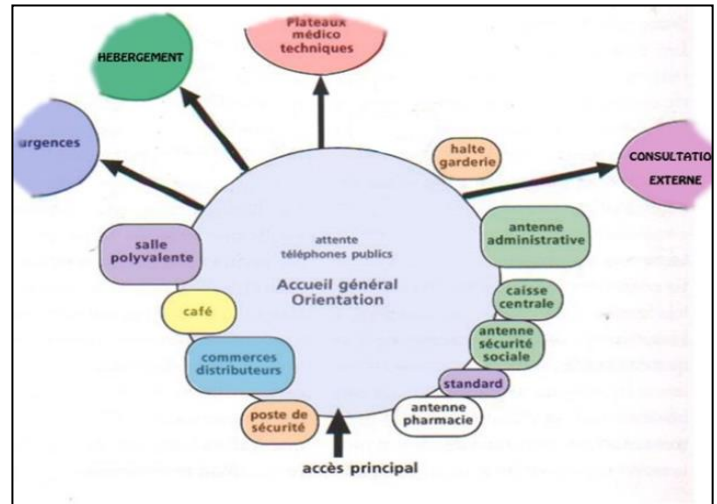 Plateaux
médico
techniques
HEBERGEMENT
urgences
halte
garderie
CONSULTATIO
EXTERNE
antenne
administrative
salle
polyvalente
attente
téléphones publics
Accueil général
Orientation
café
caisse
centrale
antenne
sécurité
sociale
commerces
distributeurs
standard
poste de
sécurité
antenne
pharmacie
accès principal